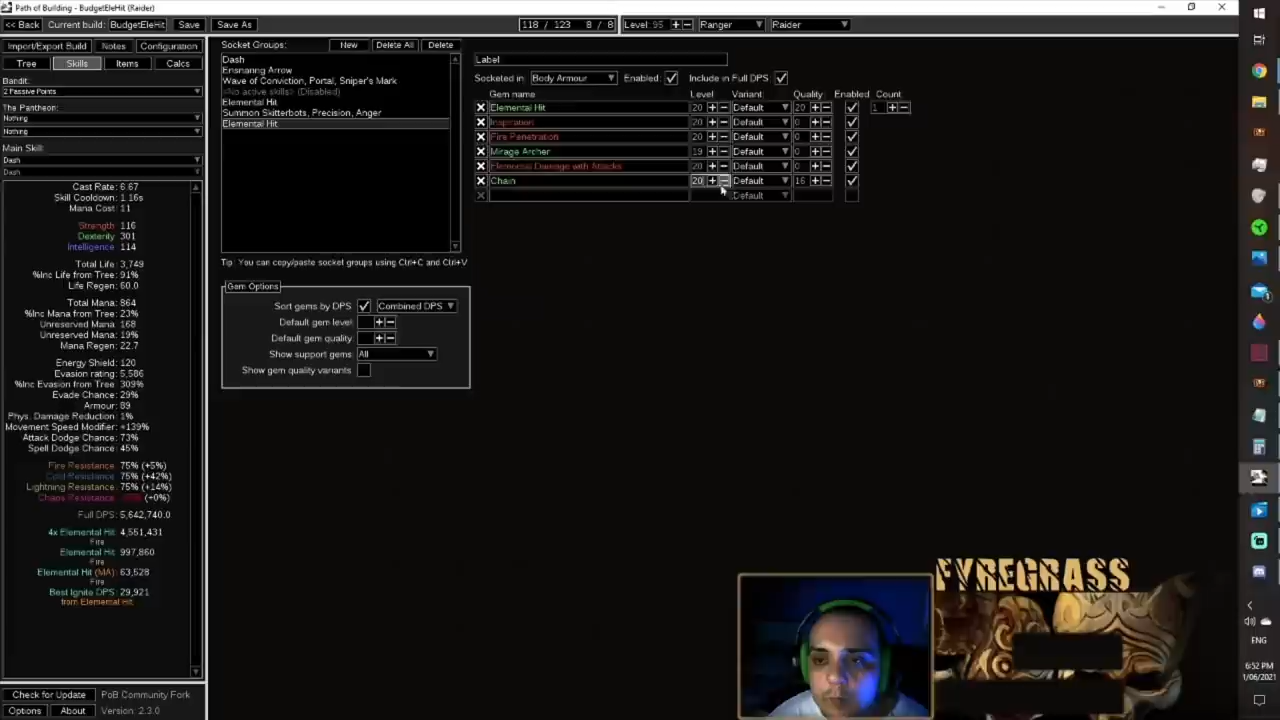 Path of Building - BudgetEleHit (Raider)
<< Back Current build: BudgetEleHit Save Save As 118 / 123 8 / 8 Level: 95 + - Ranger Raider
Import/Export Build Notes Configuration
Tree Skills Items Calcs
Bandit:
2 Passive Points
The Pantheon:
Nothing
Nothing
Main Skill:
Dash
Dash
Cast Rate: 6.67
Skill Cooldown: 1.16s
Mana Cost: 11
Strength: 116
Dexterity: 301
Intelligence: 114
Total Life: 3,749
%Inc Life from Tree: 91%
Life Regen: 60.0
Total Mana: 864
%Inc Mana from Tree: 23%
Unreserved Mana: 168
Unreserved Mana: 19%
Mana Regen: 22.7
Energy Shield: 120
Evasion rating: 5,586
%Inc Evasion from Tree: 309%
Evade Chance: 29%
Armour: 89
Phys. Damage Reduction: 1%
Movement Speed Modifier: +139%
Attack Dodge Chance: 73%
Spell Dodge Chance: 45%
Fire Resistance: 75% (+5%)
Cold Resistance: 75% (+42%)
Lightning Resistance: 75% (+14%)
Chaos Resistance: (+0%)
Full DPS: 5,642,740.0
4x Elemental Hit: 4,551,431
Fire
Elemental Hit: 997,860
Fire
Elemental Hit (MA): 63,528
Fire
Best Ignite DPS: 29,921
from Elemental Hit
Check for Update PoB Community Fork
Options About Version: 2.3.0
Socket Groups: New Delete All Delete
Dash
Ensnaring Arrow
Wave of Conviction, Portal, Sniper's Mark
<No active skills> (Disabled)
Elemental Hit
Summon Skitterbots, Precision, Anger
Elemental Hit
Tip: You can copy/paste socket groups using Ctrl+C and Ctrl+V
Gem Options
Sort gems by DPS: Combined DPS
Default gem level: + -
Default gem quality: + -
Show support gems: All
Show gem quality variants:
Label
Socketed in: Body Armour Enabled: Include in Full DPS:
Gem name Level: Variant: Quality: Enabled: Count:
Elemental Hit 20 + - Default 20 + - 1 + -
Inspiration 20 + - Default 0 + -
Fire Penetration 20 + - Default 0 + -
Mirage Archer 19 + - Default 0 + -
Elemental Damage with Attacks 20 + - Default 0 + -
Chain 20 + - Default 16 + -
Default
FYREGRASS
ENG
6:52 PM